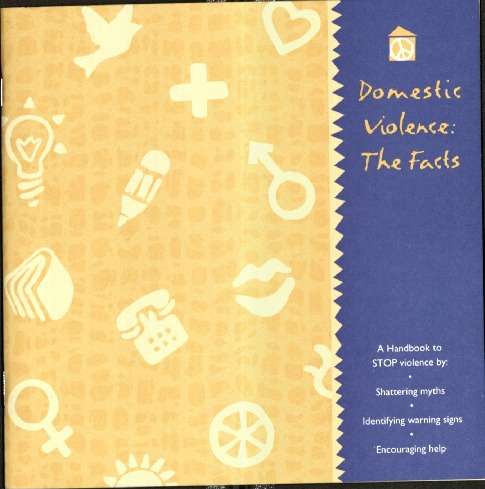 Domestic
Violence:
The Facts
A Handbook to
STOP violence by:
•
Shattering myths
•
Identifying warning signs
•
Encouraging help